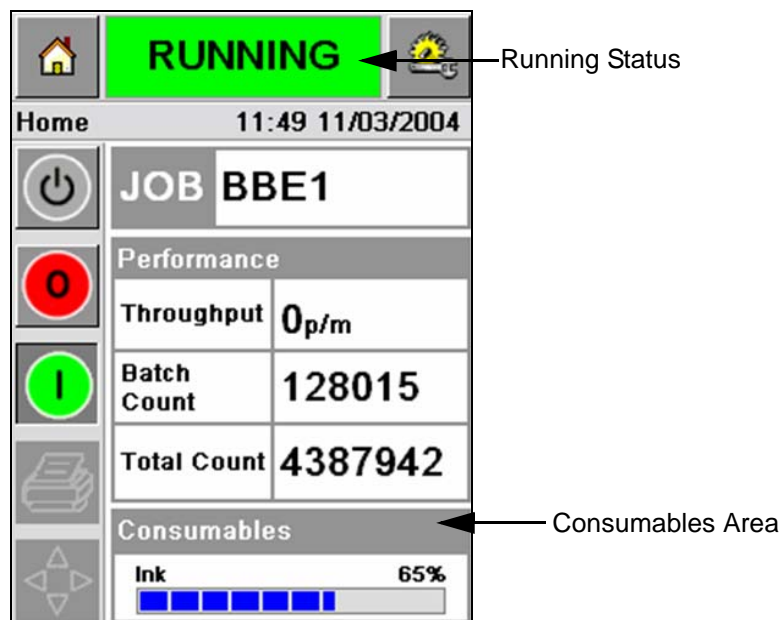 RUNNING
Running Status
Home 11:49 11/03/2004
JOB BBE1
Performance
O
Throughput 0p/m
I
Batch
Count 128015
Total Count 4387942
Consumables
Consumables Area
Ink 65%